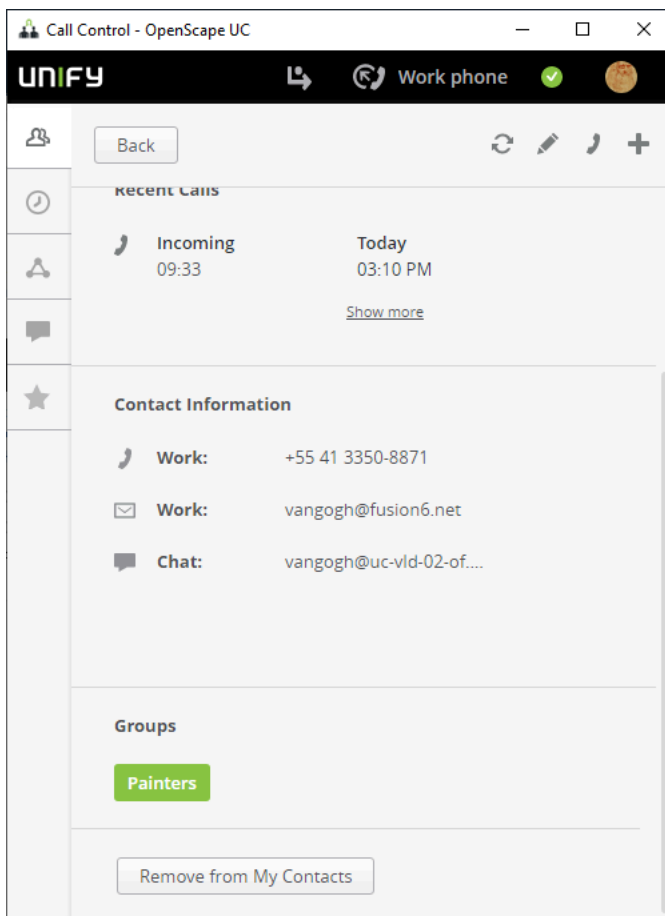 Call Control - OpenScape UC
UNIFY
Work phone
Back
Recent Calls
Incoming Today
09:33 03:10 PM
Show more
Contact Information
Work: +55 41 3350-8871
Work: vangogh@fusion6.net
Chat: vangogh@uc-vld-02-of....
Groups
Painters
Remove from My Contacts